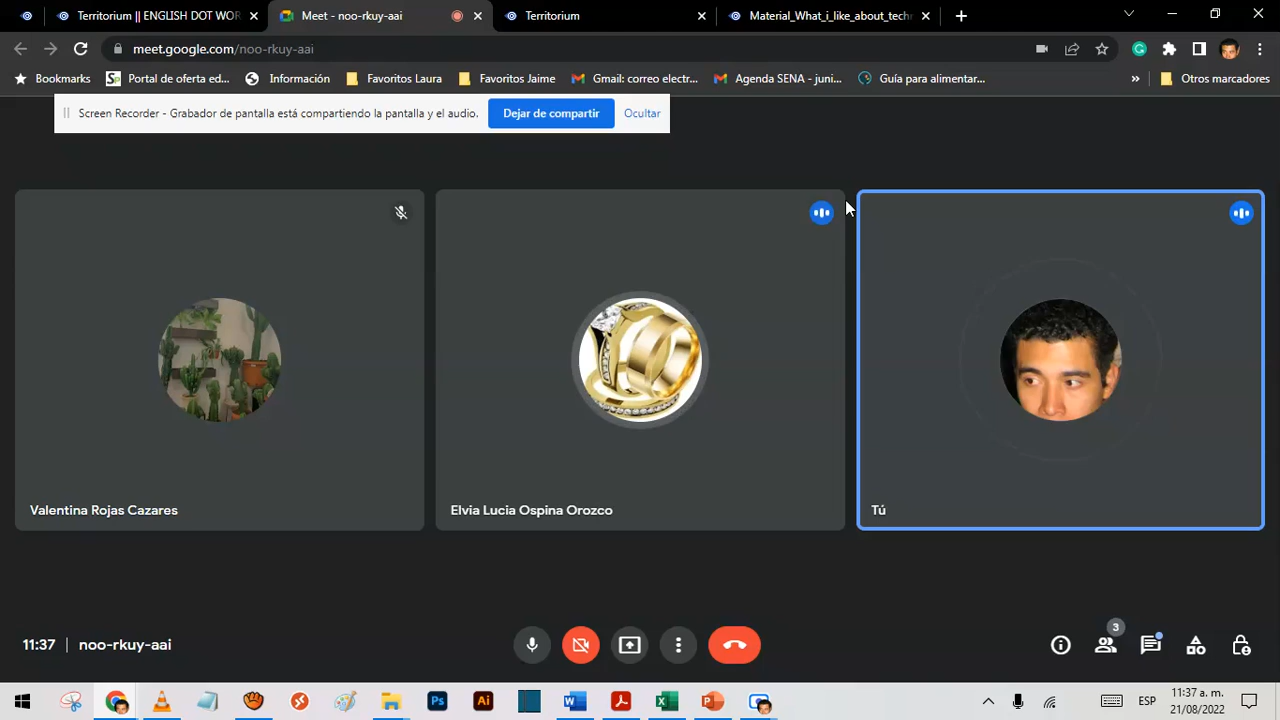 Territorium || ENGLISH DOT WOR
Meet - noo-rkuy-aai
Territorium
Material_What_i_like_about_techn
meet.google.com/noo-rkuy-aai
Bookmarks
Portal de oferta ed...
Información
Favoritos Laura
Favoritos Jaime
Gmail: correo electr...
Agenda SENA - juni...
Guía para alimentar...
»
Otros marcadores
Screen Recorder - Grabador de pantalla está compartiendo la pantalla y el audio.
Dejar de compartir
Ocultar
Valentina Rojas Cazares
Elvia Lucia Ospina Orozco
Tú
11:37 | noo-rkuy-aai
3
Ps
Ai
ESP
11:37 a. m.
21/08/2022